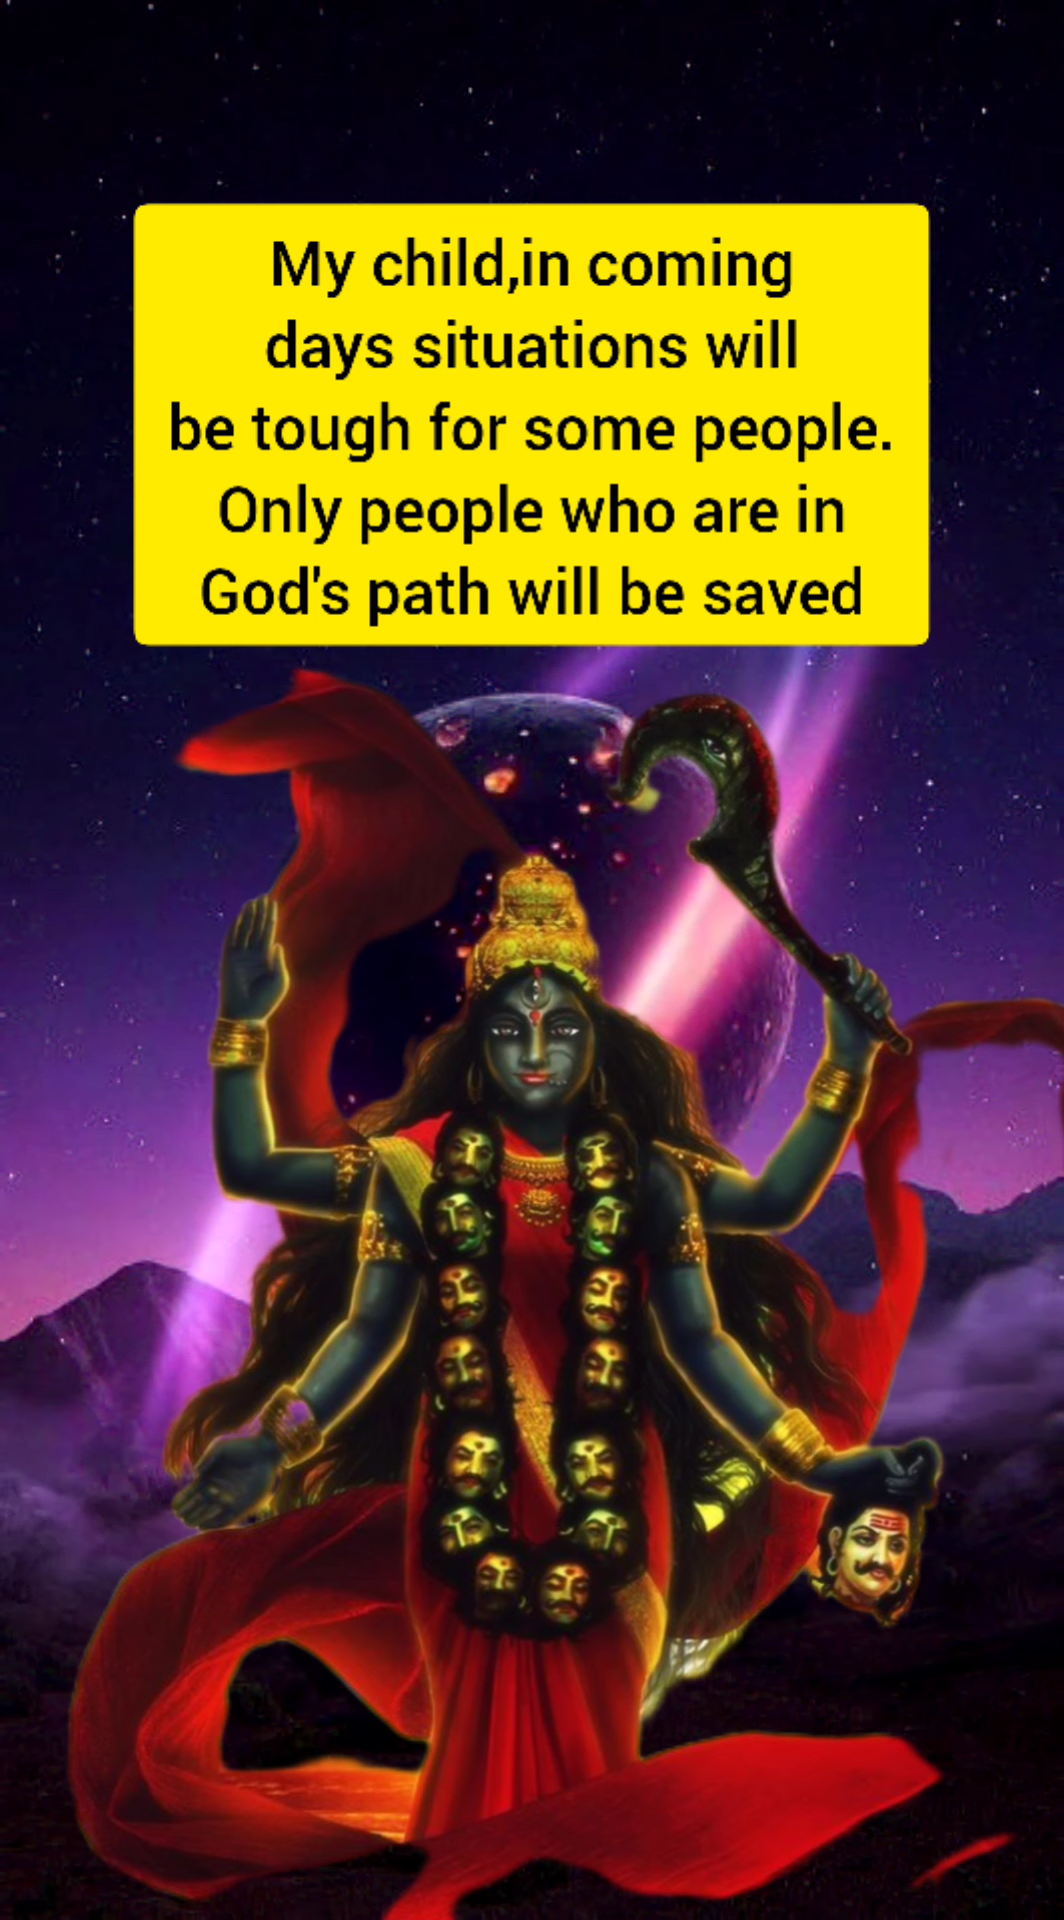 My child,in coming
days situations will
be tough for some people.
Only people who are in
God's path will be saved